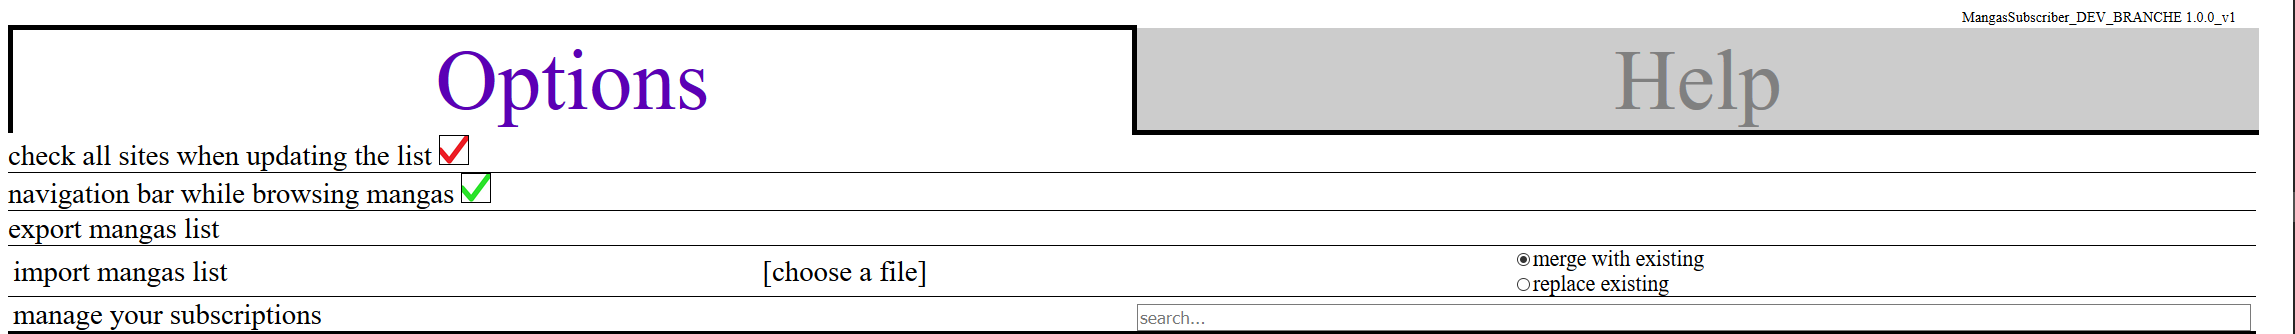 MangasSubscriber_DEV_BRANCHE 1.0.0_v1
Options
Help
check all sites when updating the list
navigation bar while browsing mangas
export mangas list
import mangas list
[choose a file]
merge with existing
replace existing
manage your subscriptions
search...